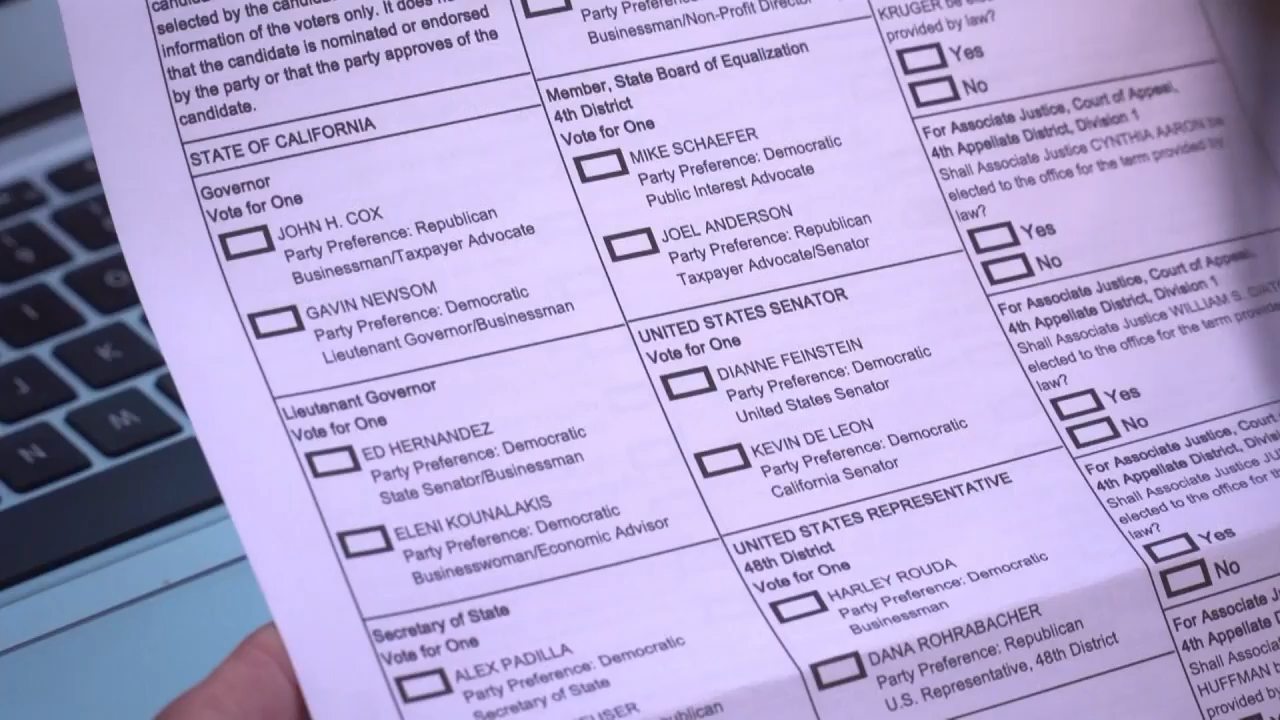 selected by the
information of the voters only. It does
that the candidate is nominated or endorsed
by the party or that the party approves of the
candidate.
STATE OF CALIFORNIA
Governor
Vote for One
JOHN H. COX
Party Preference: Republican
Businessman/Taxpayer Advocate
GAVIN NEWSOM
Party Preference: Democratic
Lieutenant Governor/Businessman
Lieutenant Governor
Vote for One
ED HERNANDEZ
Party Preference: Democratic
State Senator/Businessman
ELENI KOUNALAKIS
Party Preference: Democratic
Businesswoman/Economic Advisor
Secretary of State
Vote for One
ALEX PADILLA
Party Preference: Democratic
Secretary of State
Party
Businessman/Non-Profit Director
Member, State Board of Equalization
4th District
Vote for One
MIKE SCHAEFER
Party Preference: Democratic
Public Interest Advocate
JOEL ANDERSON
Party Preference: Republican
Taxpayer Advocate/Senator
UNITED STATES SENATOR
Vote for One
DIANNE FEINSTEIN
Party Preference: Democratic
United States Senator
KEVIN DE LEON
Party Preference: Democratic
California Senator
UNITED STATES REPRESENTATIVE
48th District
Vote for One
HARLEY ROUDA
Party Preference: Democratic
Businessman
DANA ROHRABACHER
Party Preference: Republican
U.S. Representative, 48th District
KRUGER be
provided by law?
Yes
No
For Associate Justice, Court of Appeal,
4th Appellate District, Division 1
Shall Associate Justice CYNTHIA AARON be
elected to the office for the term provided by
law?
Yes
No
For Associate Justice, Court of Appeal,
4th Appellate District, Division 1
Shall Associate Justice WILLIAM S.
elected to the office for the term provided
law?
Yes
No
For Associate Justice, Court
4th Appellate District,
Shall Associate Justice
elected to the office for
law?
Yes
No
For Associate
4th Appellate
Shall
HUFFMAN
provided by
J
K
N
M